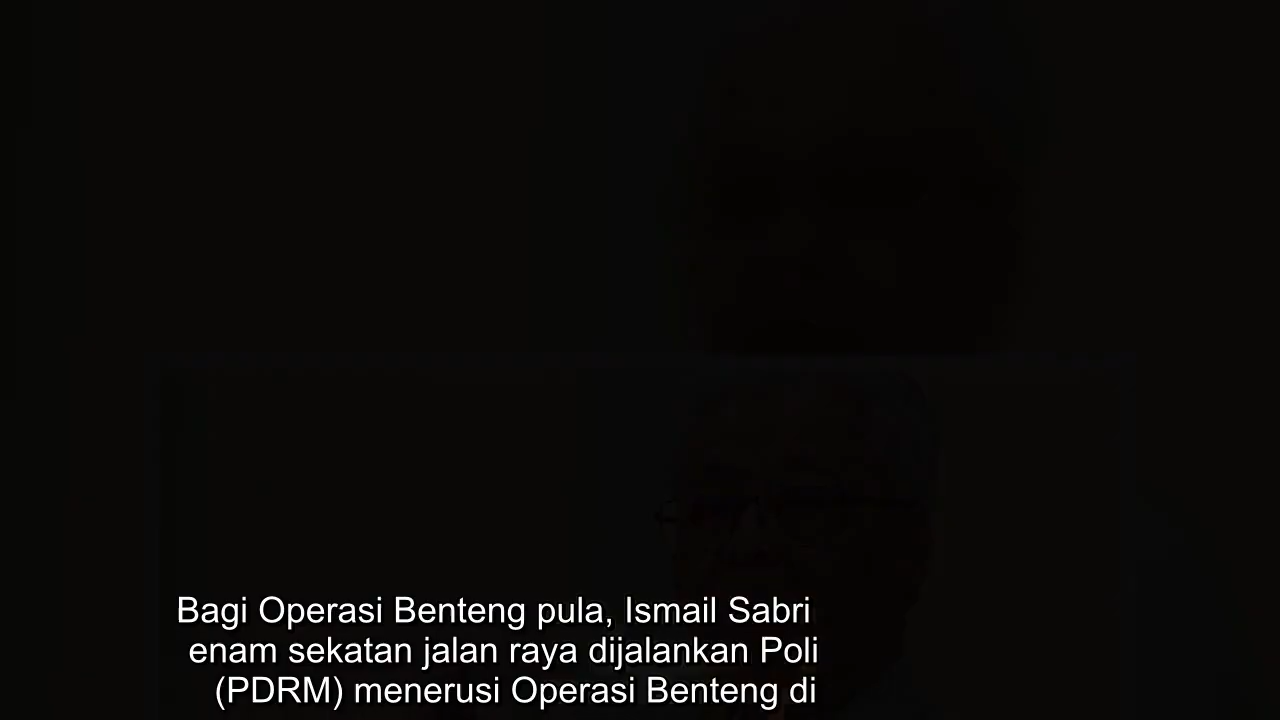 Bagi Operasi Benteng pula, Ismail Sabri
enam sekatan jalan raya dijalankan Poli
(PDRM) menerusi Operasi Benteng di